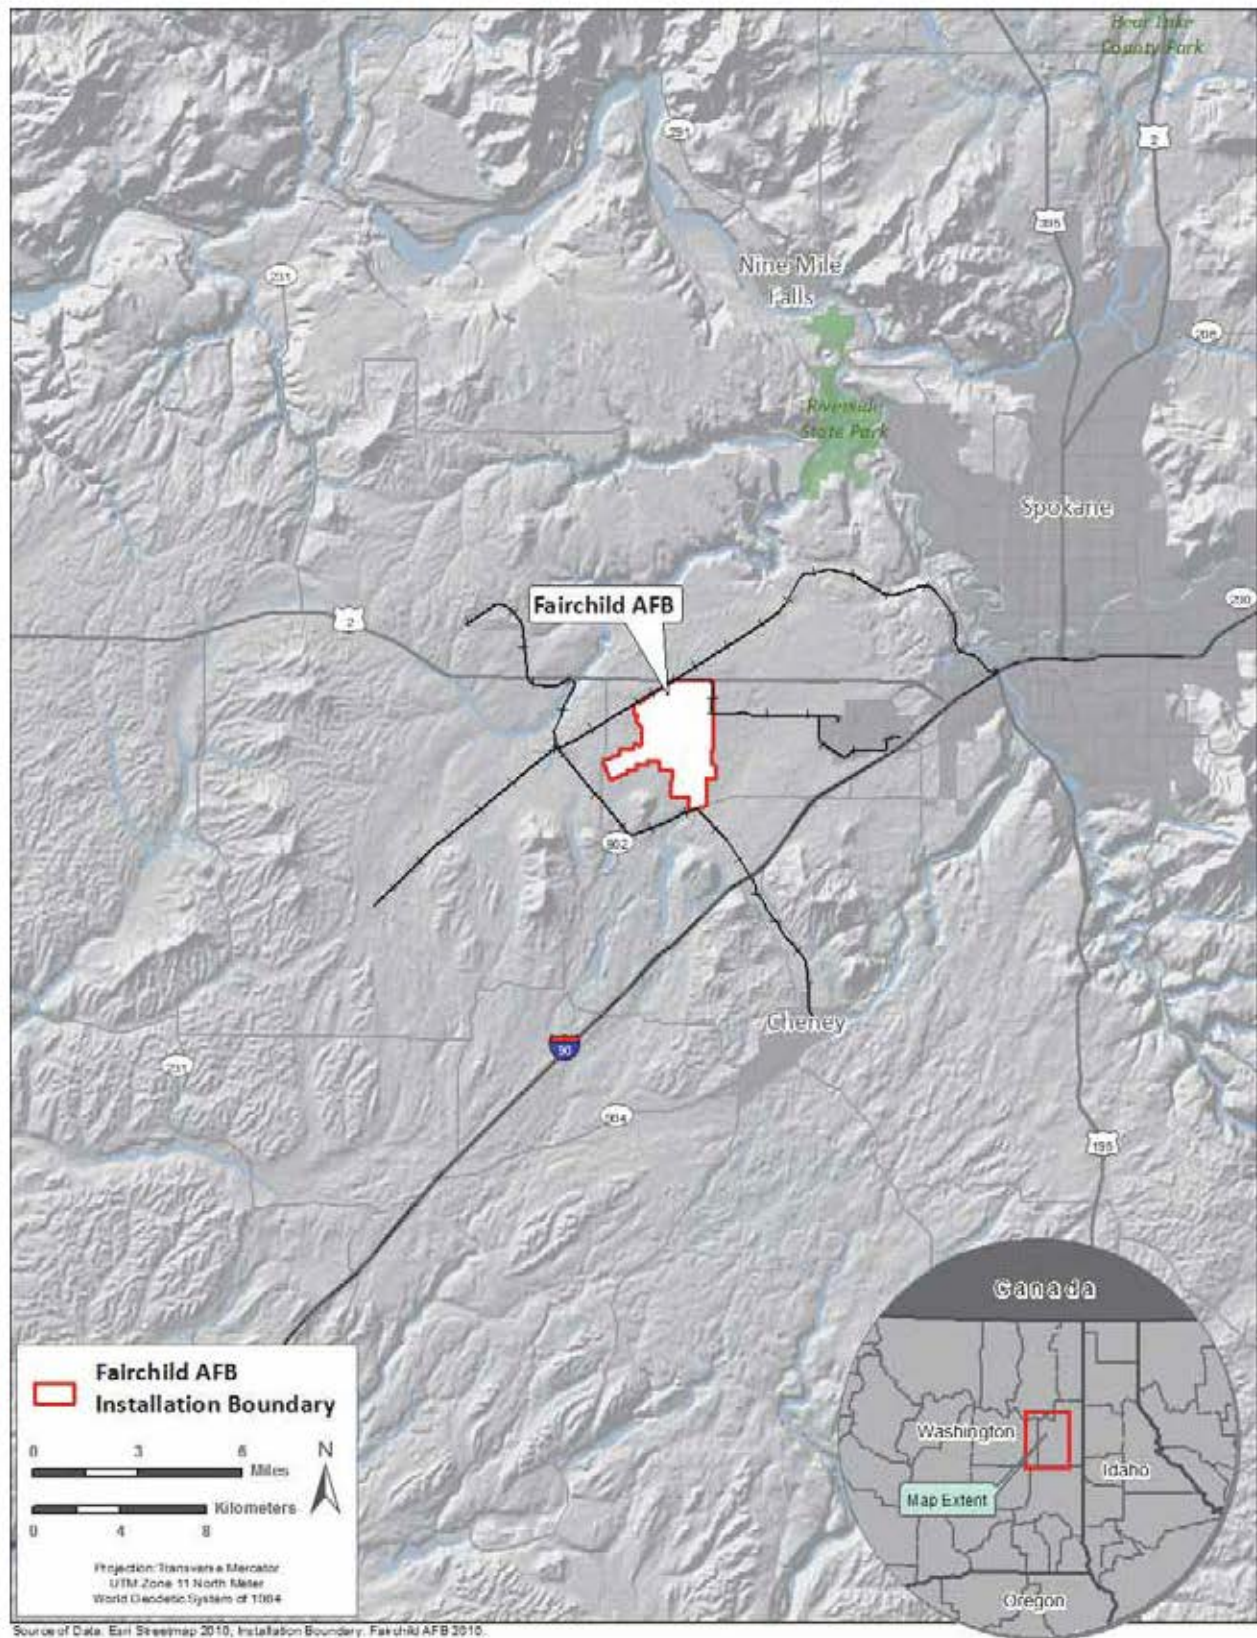 Bear Lake
County Park
291
2
395
231
Nine Mile
Falls
206
Riverside
State Park
Spokane
Fairchild AFB
2
290
902
Cheney
90
231
904
195
Canada
Washington
Idaho
Map Extent
Oregon
Fairchild AFB
Installation Boundary
0 3 6
Miles
N
Kilometers
0 4 8
Projection: Transverse Mercator
UTM Zone 11 North Meter
World Geodetic System of 1984
Source of Data: Esri Streetmap 2010, Installation Boundary: Fairchild AFB 2010.